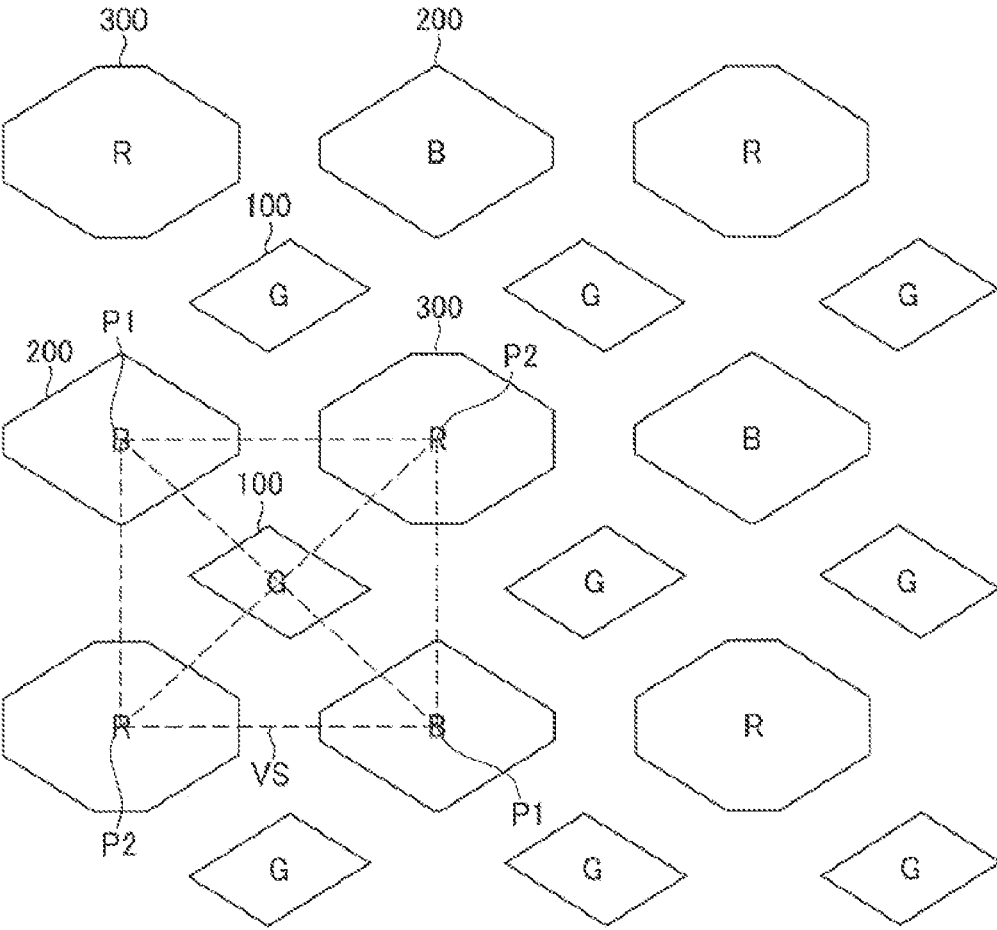 300 200
R B R
100
G G G
P1 300
200 P2
B R B
100
G G G
R B R
VS
P2 P1
G G G